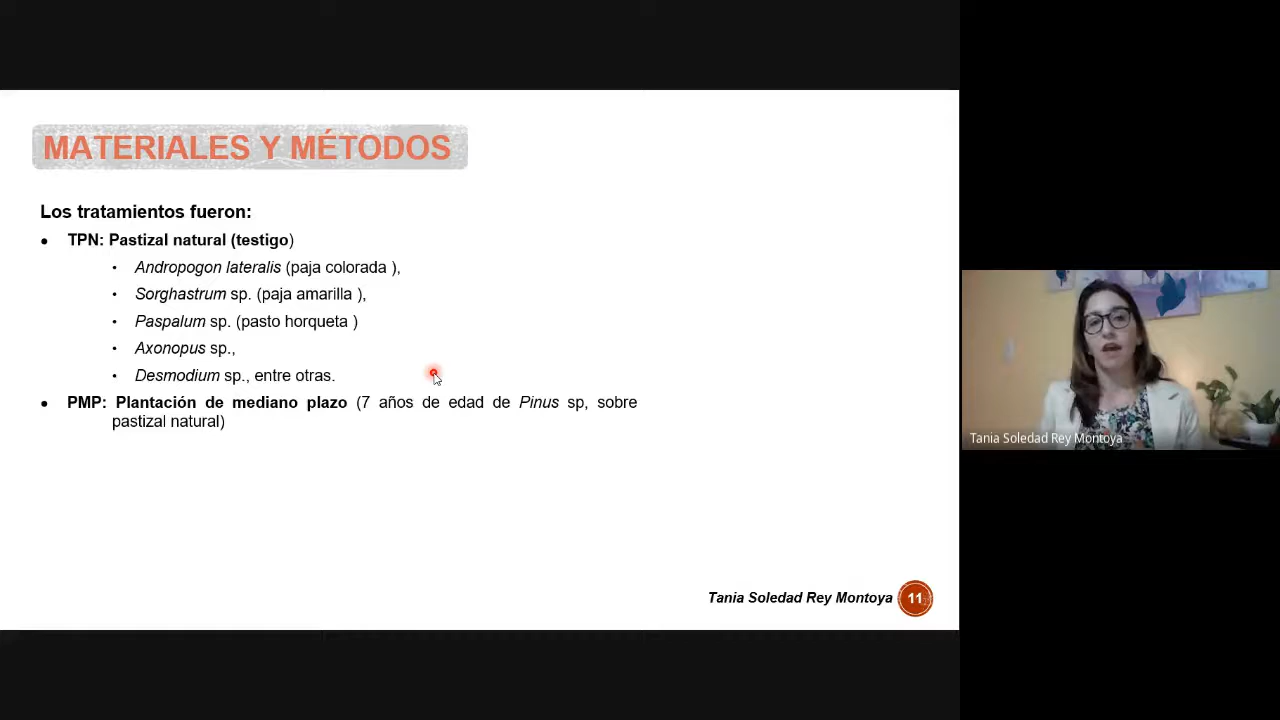 MATERIALES Y MÉTODOS
Los tratamientos fueron:
• TPN: Pastizal natural (testigo)
• Andropogon lateralis (paja colorada ),
• Sorghastrum sp. (paja amarilla ),
• Paspalum sp. (pasto horqueta )
• Axonopus sp.,
• Desmodium sp., entre otras.
• PMP: Plantación de mediano plazo (7 años de edad de Pinus sp, sobre
pastizal natural)
Tania Soledad Rey Montoya 11
Tania Soledad Rey Montoya